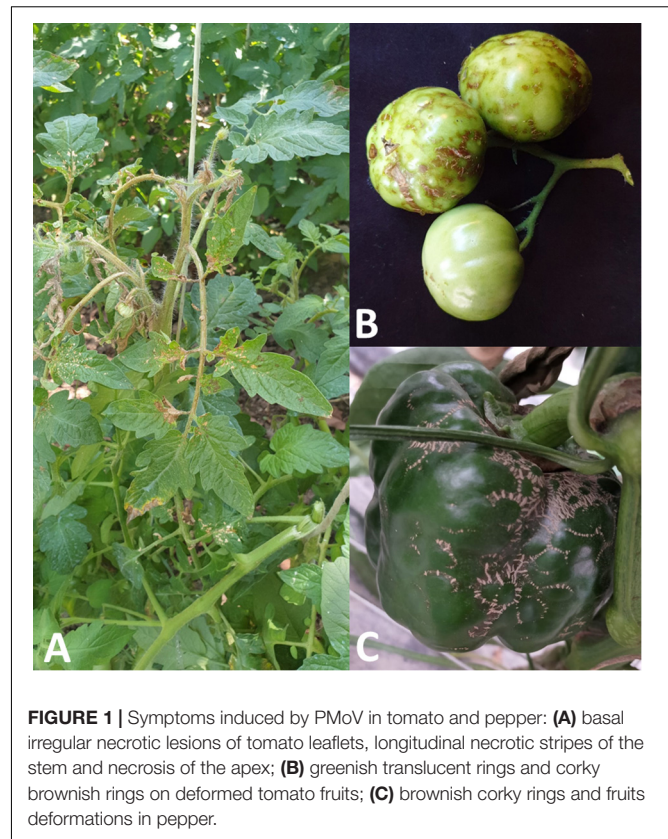 A
B
C
FIGURE 1 | Symptoms induced by PMoV in tomato and pepper: (A) basal
irregular necrotic lesions of tomato leaflets, longitudinal necrotic stripes of the
stem and necrosis of the apex; (B) greenish translucent rings and corky
brownish rings on deformed tomato fruits; (C) brownish corky rings and fruits
deformations in pepper.